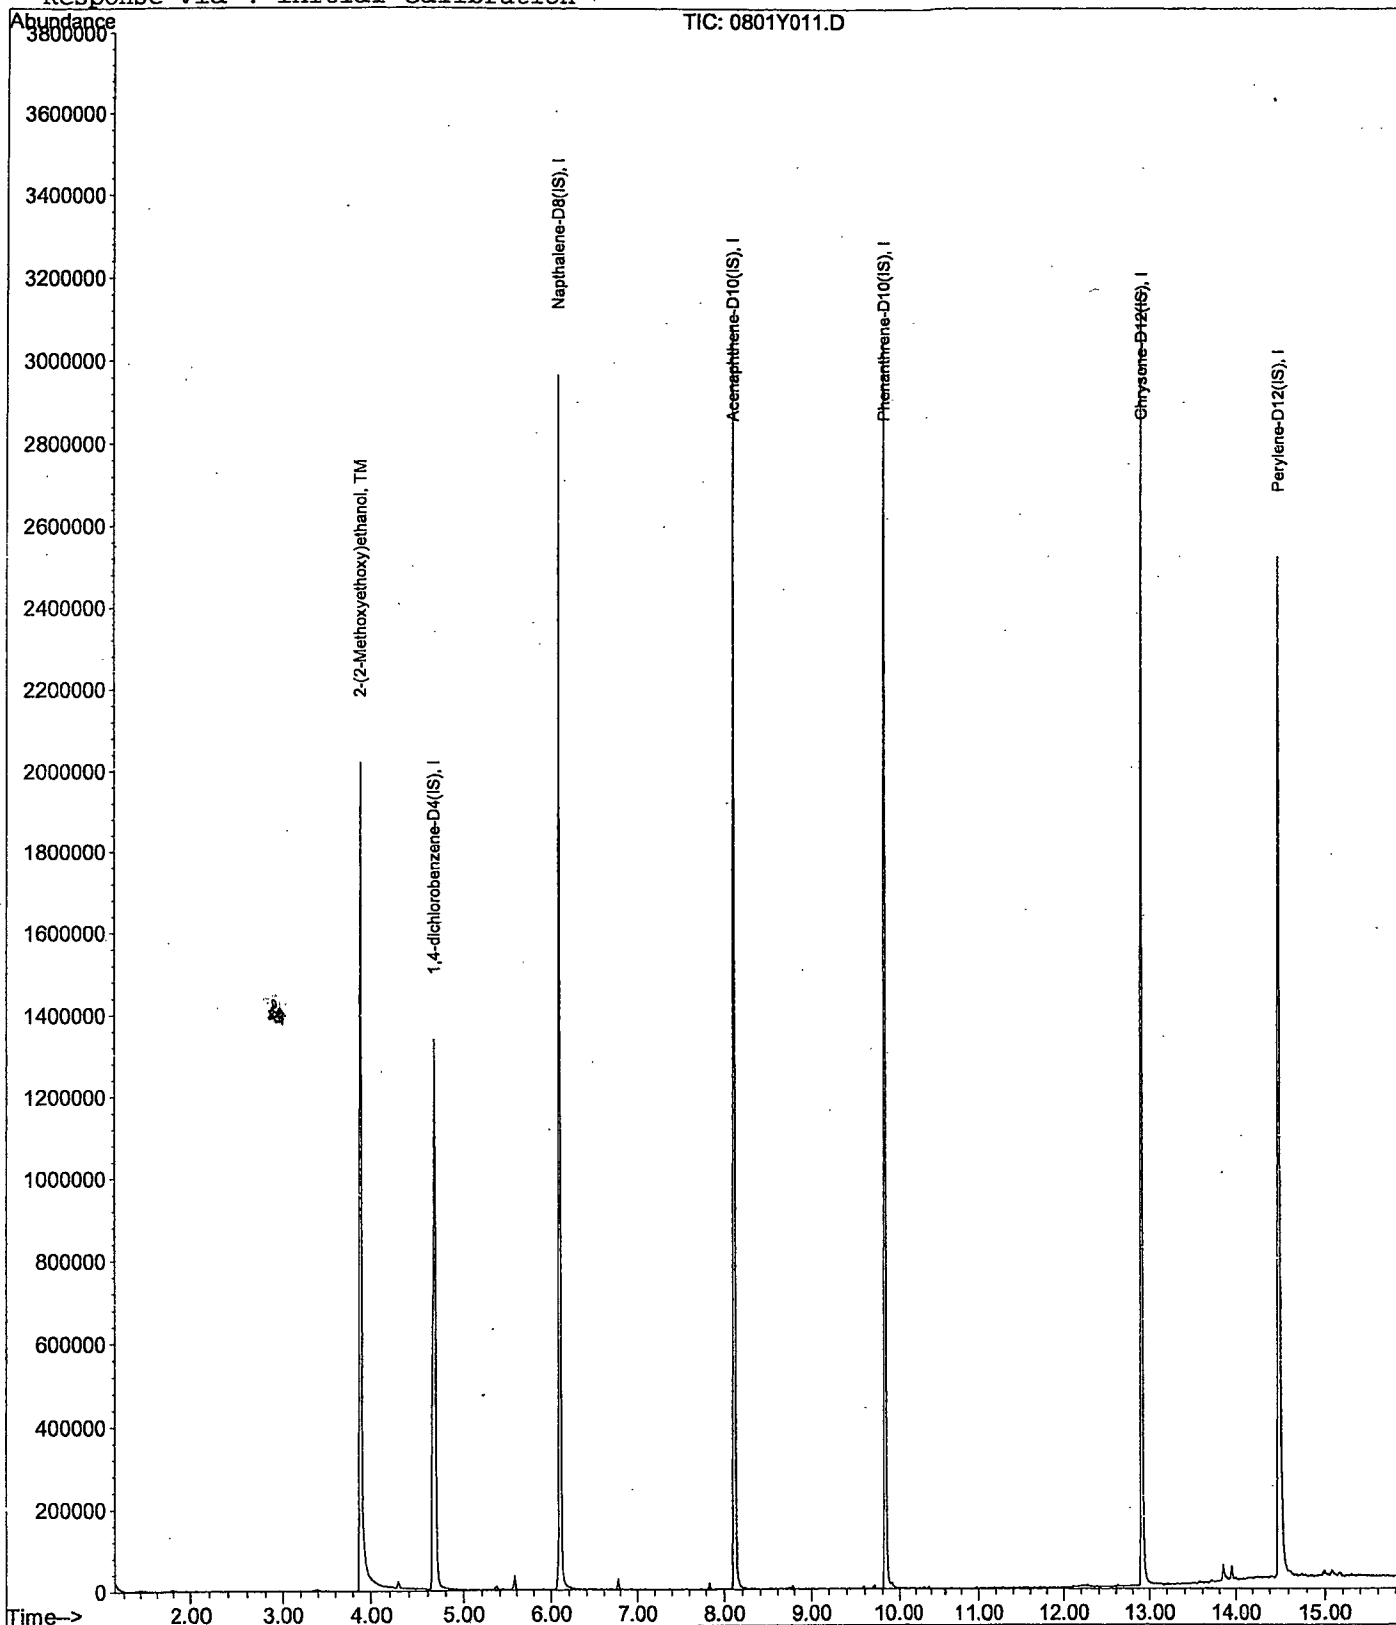 Response via : Initial Calibration
Abundance
TIC: 0801Y011.D
3800000
3600000
3400000
3200000
3000000
2800000
2600000
2400000
2200000
2000000
1800000
1600000
1400000
1200000
1000000
800000
600000
400000
200000
0
2-(2-Methoxyethoxy)ethanol, TM
1,4-dichlorobenzene-D4(IS), I
Napthalene-D8(IS), I
Acenaphthene-D10(IS), I
Phenanthrene-D10(IS), I
Chrysene-D12(IS), I
Perylene-D12(IS), I
Time-->
2.00 3.00 4.00 5.00 6.00 7.00 8.00 9.00 10.00 11.00 12.00 13.00 14.00 15.00